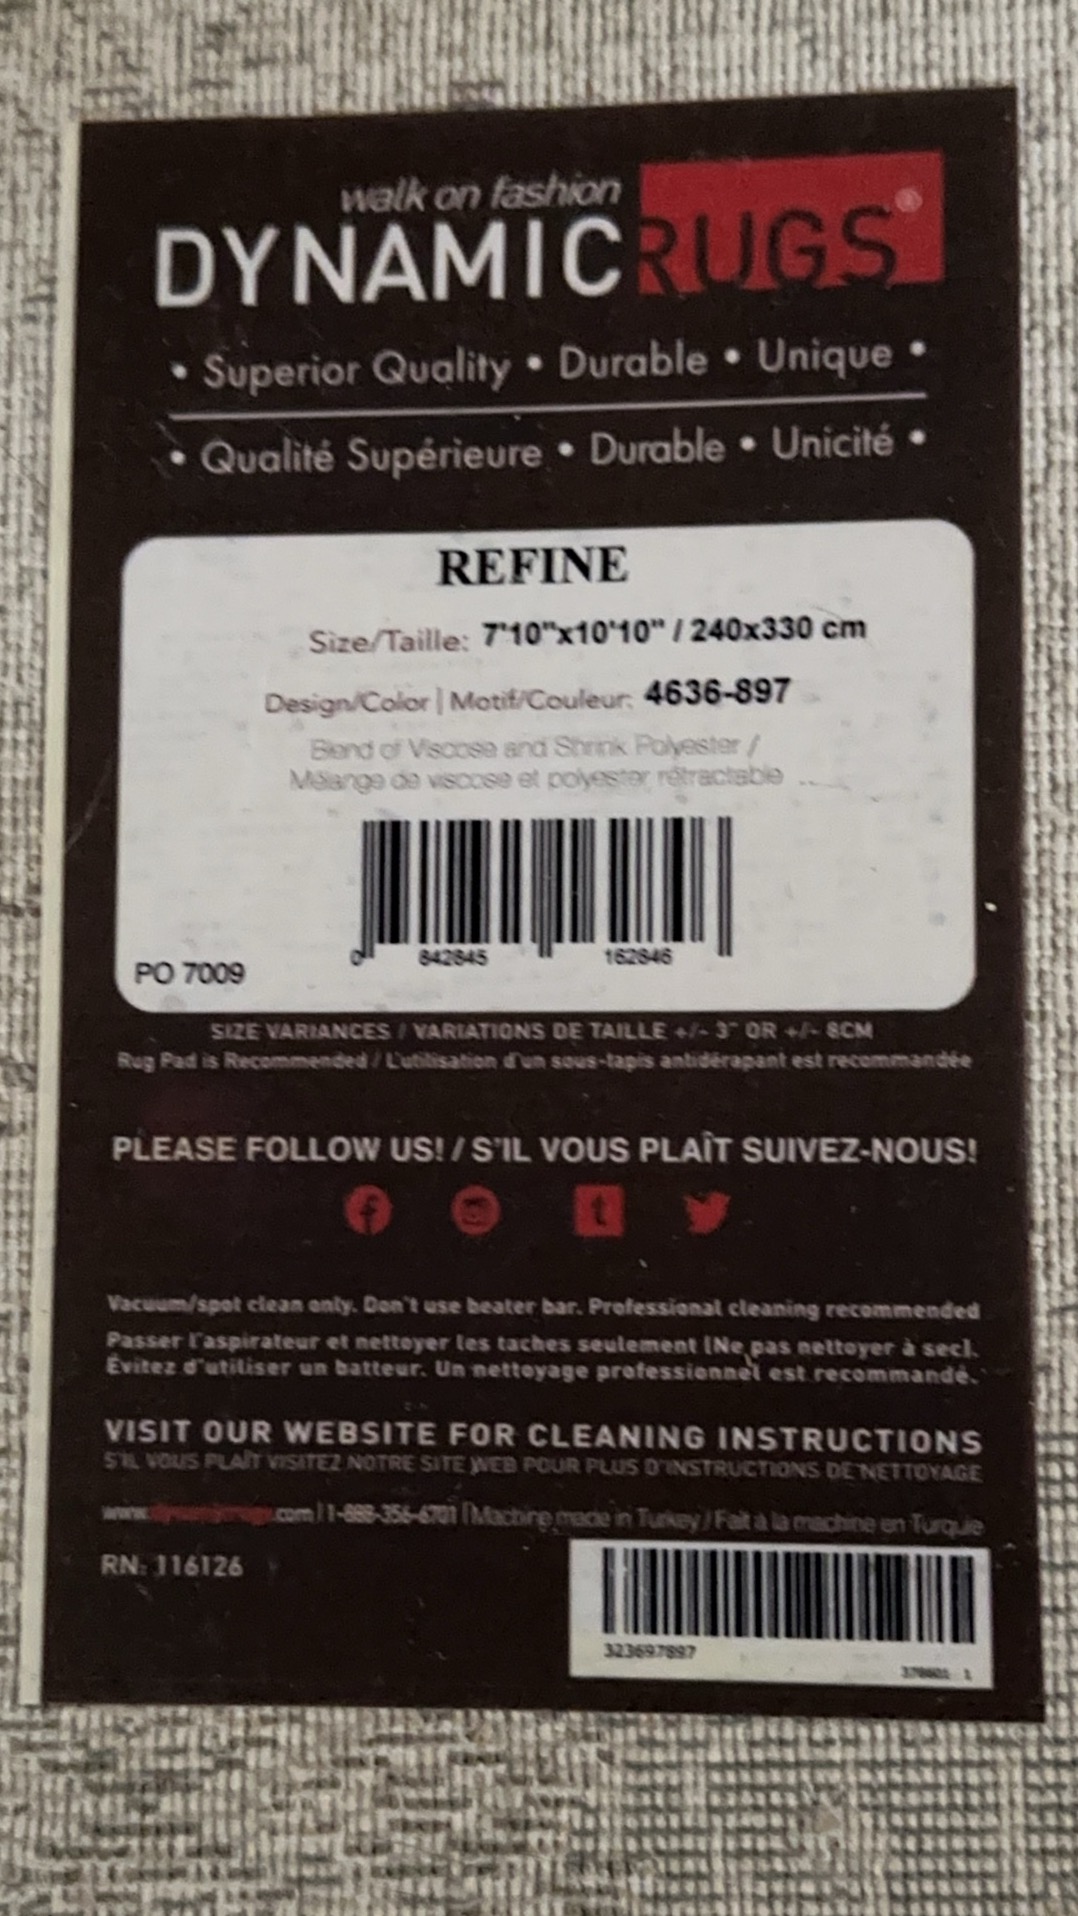 walk on fashion
DYNAMIC RUGS®
• Superior Quality • Durable • Unique •
• Qualité Supérieure • Durable • Unicité •
REFINE
Size/Taille: 7'10"x10'10" / 240x330 cm
Design/Color | Motif/Couleur: 4636-897
Blend of Viscose and Shrink Polyester /
Mélange de viscose et polyester rétractable ...
0 842845 162846
PO 7009
SIZE VARIANCES / VARIATIONS DE TAILLE +/- 3" OR +/- 8CM
Rug Pad is Recommended / L'utilisation d'un sous-tapis antidérapant est recommandée
PLEASE FOLLOW US! / S'IL VOUS PLAÎT SUIVEZ-NOUS!
f t
Vacuum/spot clean only. Don't use beater bar. Professional cleaning recommended
Passer l'aspirateur et nettoyer les taches seulement (Ne pas nettoyer à sec).
Évitez d'utiliser un batteur. Un nettoyage professionnel est recommandé.
VISIT OUR WEBSITE FOR CLEANING INSTRUCTIONS
S'IL VOUS PLAÎT VISITEZ NOTRE SITE WEB POUR PLUS D'INSTRUCTIONS DE NETTOYAGE
www. .com | 1-888-356-6701 | Machine made in Turkey / Fait à la machine en Turquie
RN: 116126
323697897